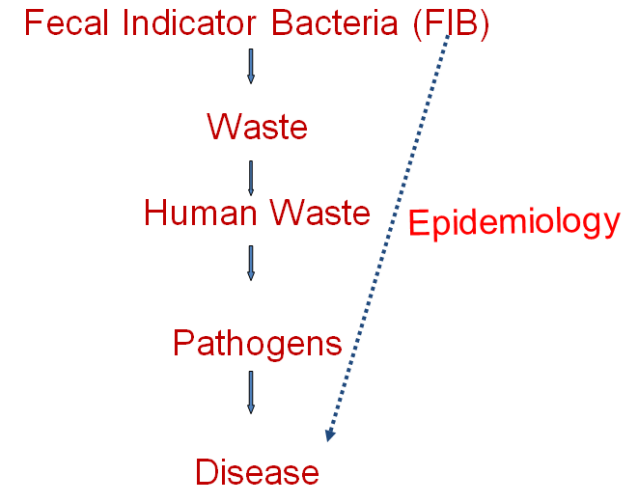 Fecal Indicator Bacteria (FIB)
Waste
Human Waste
Epidemiology
Pathogens
Disease